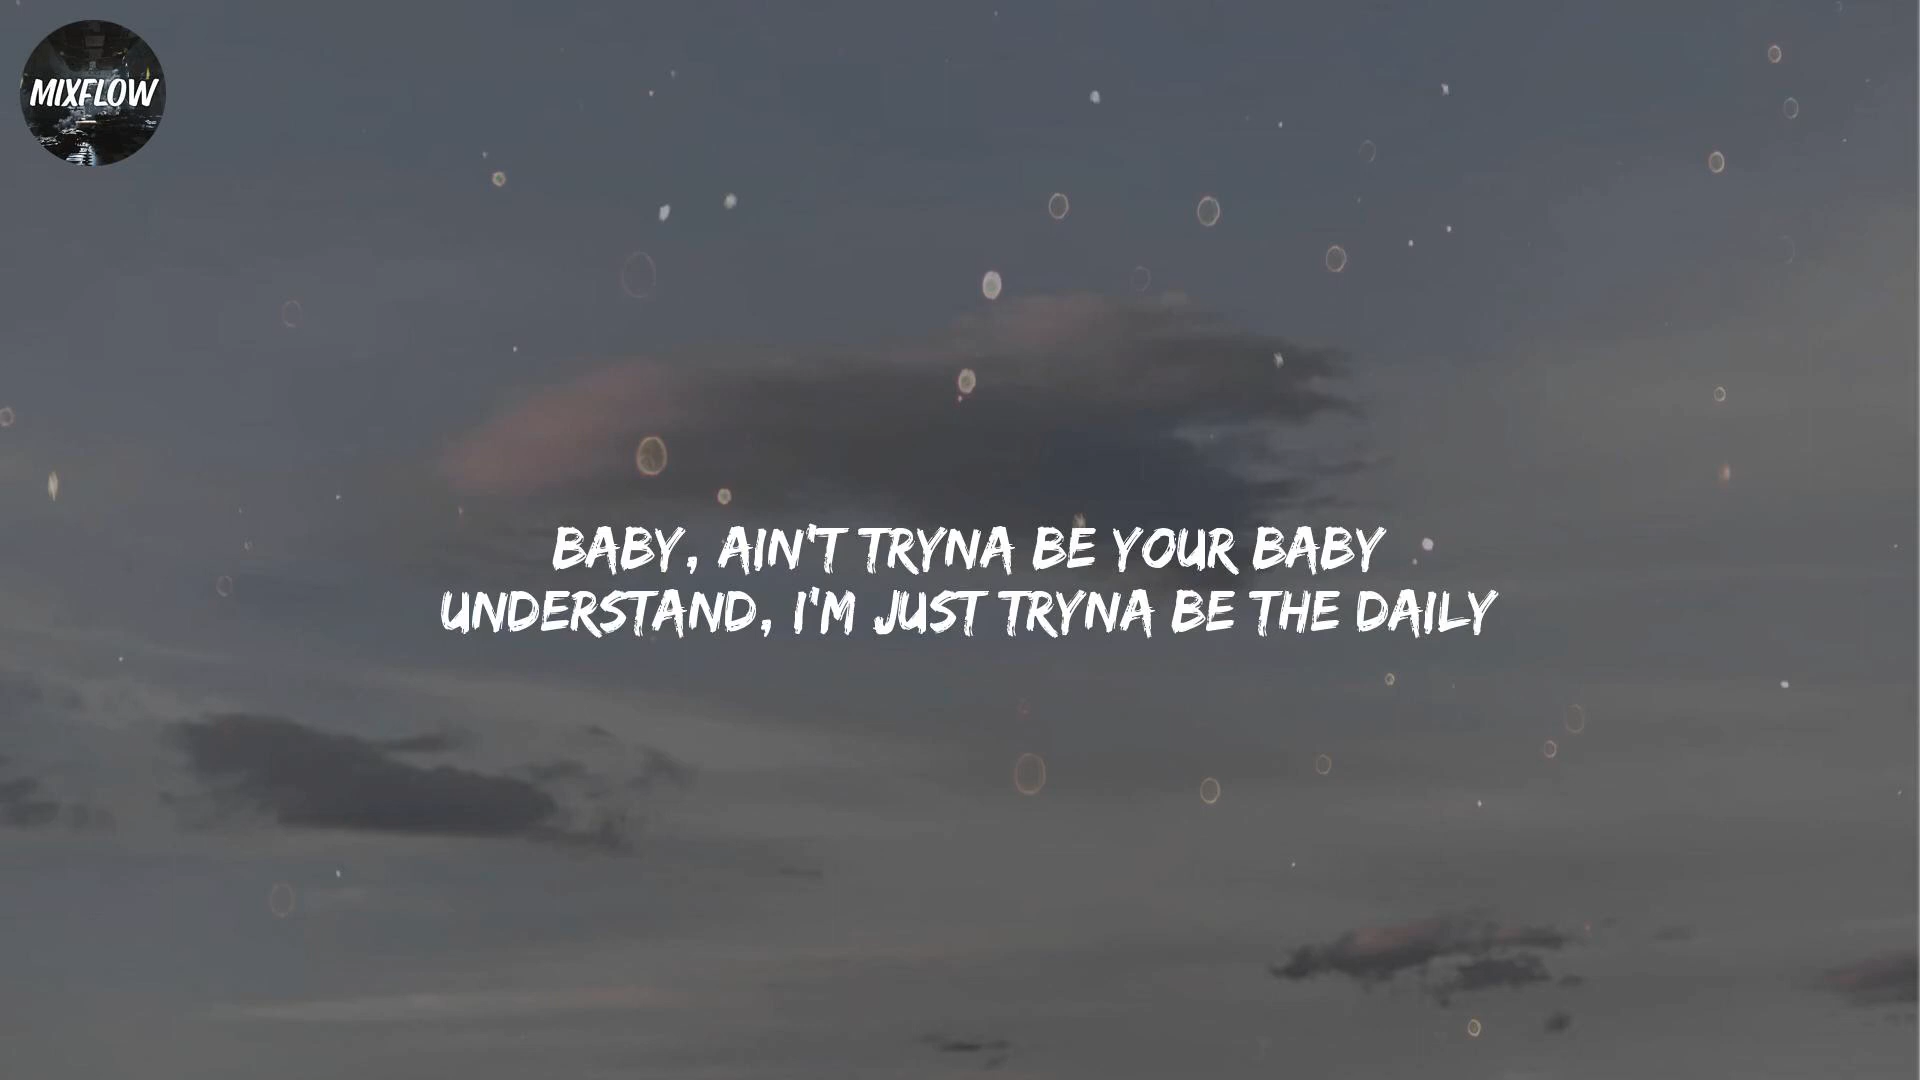 MIXFLOW
BABY, AIN'T TRYNA BE YOUR BABY
UNDERSTAND, I'M JUST TRYNA BE THE DAILY